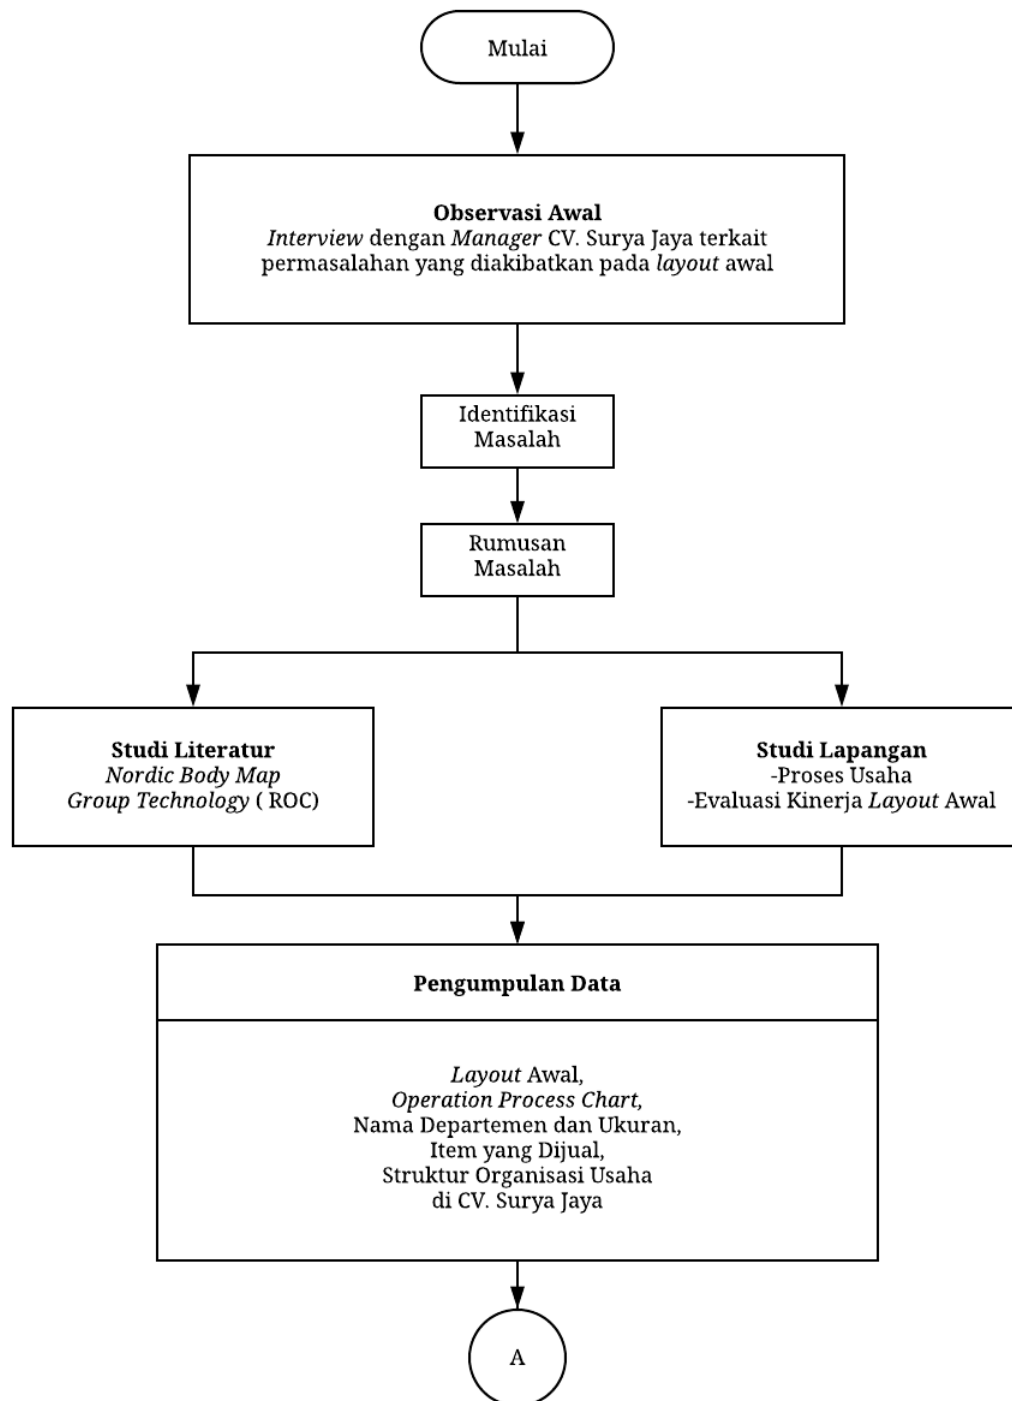 Mulai
Observasi Awal
Interview dengan Manager CV. Surya Jaya terkait
permasalahan yang diakibatkan pada layout awal
Identifikasi
Masalah
Rumusan
Masalah
Studi Literatur
Nordic Body Map
Group Technology ( ROC)
Studi Lapangan
-Proses Usaha
-Evaluasi Kinerja Layout Awal
Pengumpulan Data
Layout Awal,
Operation Process Chart,
Nama Departemen dan Ukuran,
Item yang Dijual,
Struktur Organisasi Usaha
di CV. Surya Jaya
A